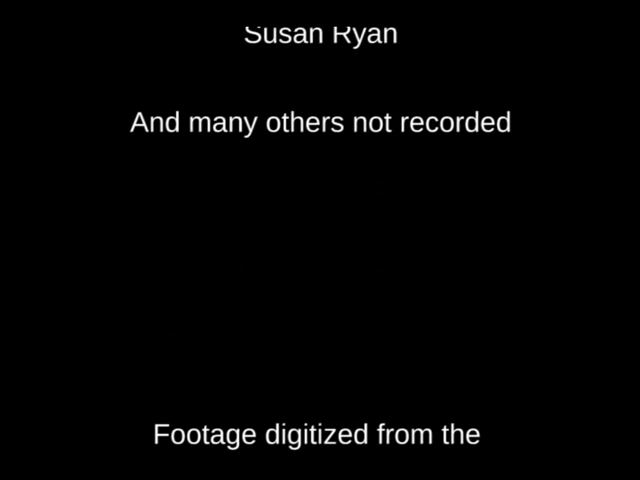 Susan Ryan
And many others not recorded
Footage digitized from the